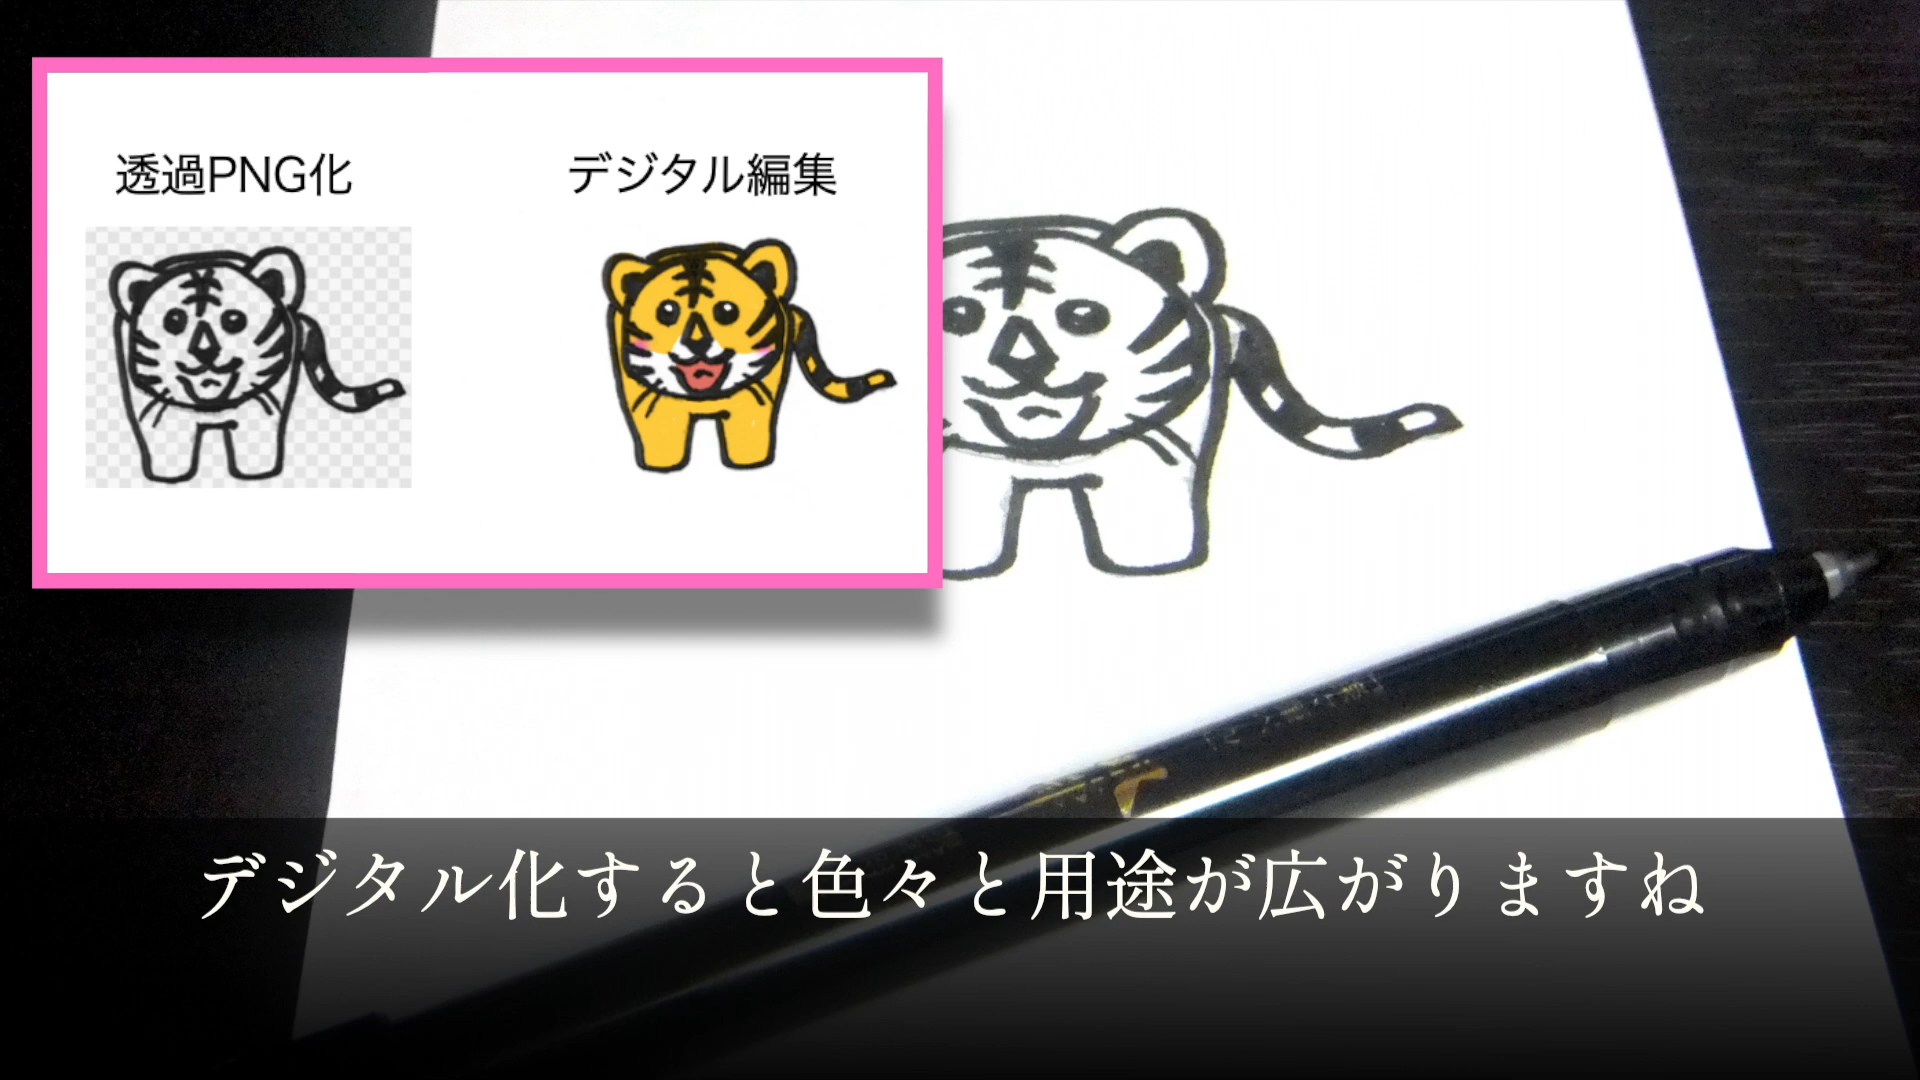 透過PNG化
デジタル編集
デジタル化すると色々と用途が広がりますね